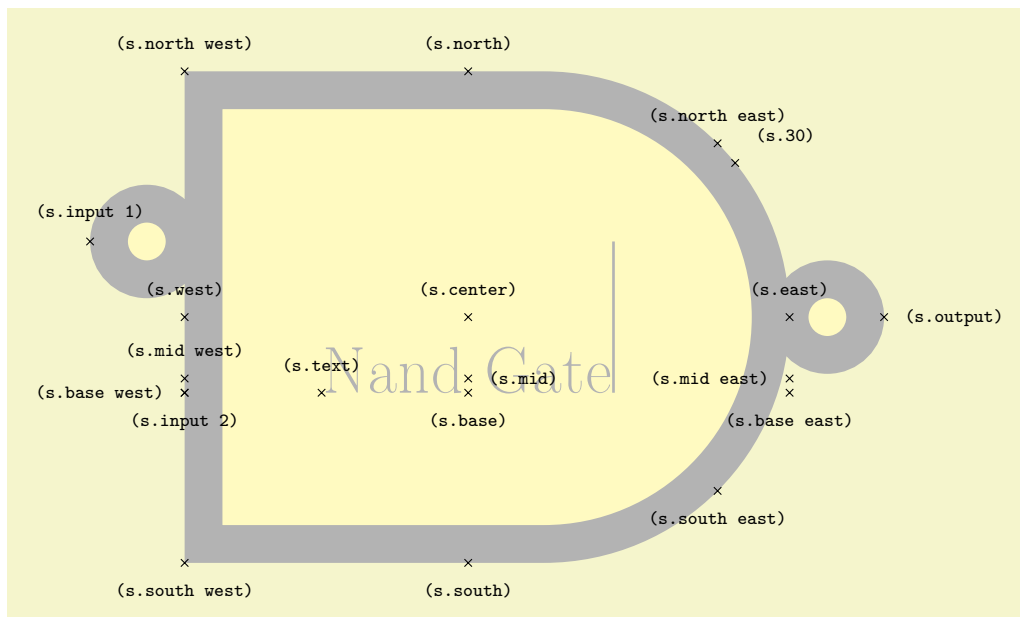 (s.north west)
(s.north)
(s.north east)
(s.30)
(s.input 1)
(s.west)
(s.center)
(s.east)
(s.output)
(s.mid west)
(s.text)
Nand Gate
(s.mid)
(s.mid east)
(s.base west)
(s.input 2)
(s.base)
(s.base east)
(s.south east)
(s.south west)
(s.south)